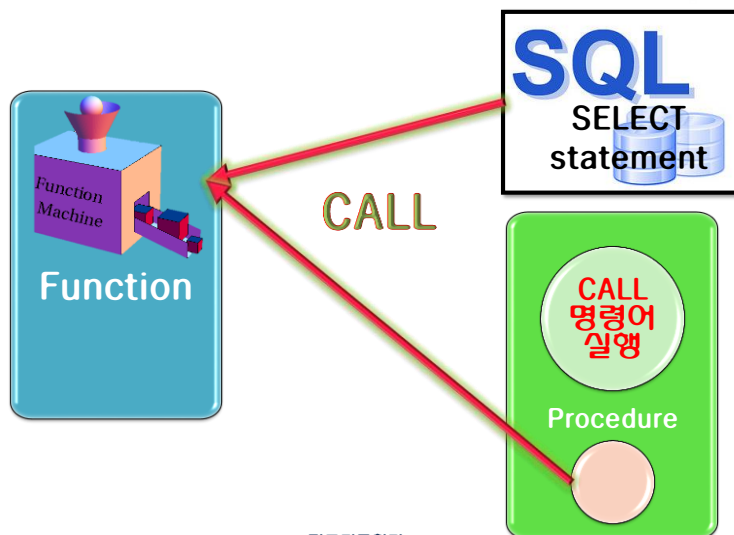 SQL
SELECT
statement
Function
Machine
Function
CALL
CALL
명령어
실행
Procedure